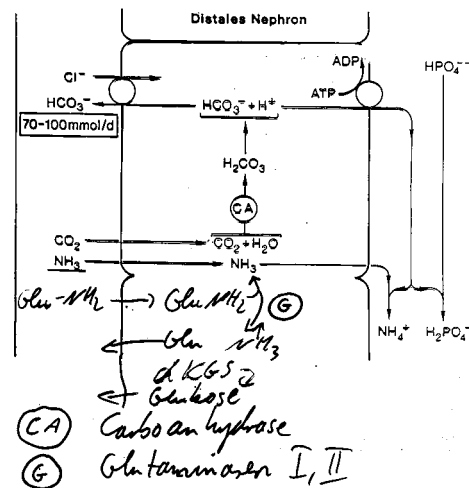 Distales Nephron
ADP
HPO₄⁻⁻
Cl⁻
ATP
HCO₃⁻
HCO₃⁻ + H⁺
70-100mmol/d
H₂CO₃
CA
CO₂
CO₂ + H₂O
NH₃
NH₃
Glu-NH₂
Glu NH₂
G
Glu
NH₃
NH₄⁺
H₂PO₄⁻
αKGS
Glukose
CA Carboanhydrase
G Glutaminasen I, II